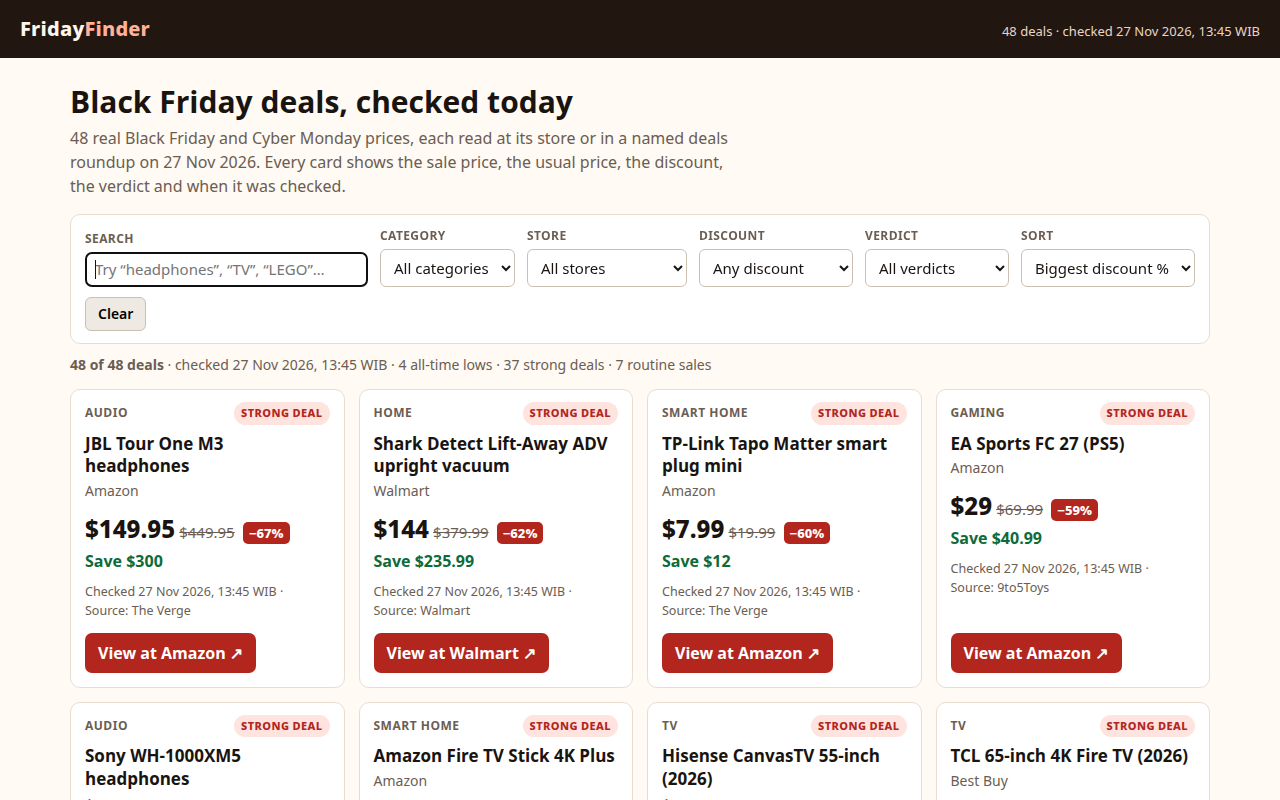 FridayFinder
48 deals · checked 27 Nov 2026, 13:45 WIB
Black Friday deals, checked today
48 real Black Friday and Cyber Monday prices, each read at its store or in a named deals
roundup on 27 Nov 2026. Every card shows the sale price, the usual price, the discount,
the verdict and when it was checked.
SEARCH
Try “headphones”, “TV”, “LEGO”…
CATEGORY
All categories
STORE
All stores
DISCOUNT
Any discount
VERDICT
All verdicts
SORT
Biggest discount %
Clear
48 of 48 deals · checked 27 Nov 2026, 13:45 WIB · 4 all-time lows · 37 strong deals · 7 routine sales
AUDIO
STRONG DEAL
JBL Tour One M3
headphones
Amazon
$149.95 $449.95 −67%
Save $300
Checked 27 Nov 2026, 13:45 WIB ·
Source: The Verge
View at Amazon ↗
HOME
STRONG DEAL
Shark Detect Lift-Away ADV
upright vacuum
Walmart
$144 $379.99 −62%
Save $235.99
Checked 27 Nov 2026, 13:45 WIB ·
Source: Walmart
View at Walmart ↗
SMART HOME
STRONG DEAL
TP-Link Tapo Matter smart
plug mini
Amazon
$7.99 $19.99 −60%
Save $12
Checked 27 Nov 2026, 13:45 WIB ·
Source: The Verge
View at Amazon ↗
GAMING
STRONG DEAL
EA Sports FC 27 (PS5)
Amazon
$29 $69.99 −59%
Save $40.99
Checked 27 Nov 2026, 13:45 WIB ·
Source: 9to5Toys
View at Amazon ↗
AUDIO
STRONG DEAL
Sony WH-1000XM5
headphones
SMART HOME
STRONG DEAL
Amazon Fire TV Stick 4K Plus
Amazon
TV
STRONG DEAL
Hisense CanvasTV 55-inch
(2026)
TV
STRONG DEAL
TCL 65-inch 4K Fire TV (2026)
Best Buy